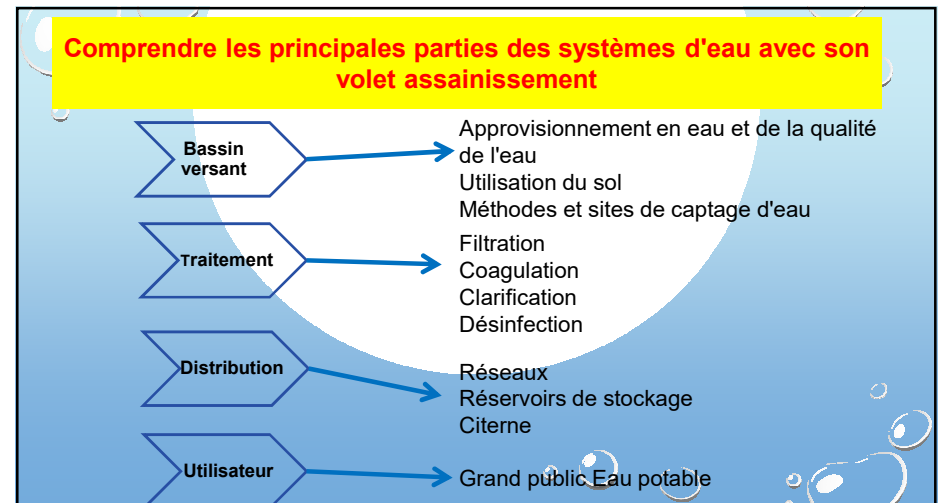 Comprendre les principales parties des systèmes d'eau avec son
volet assainissement
Bassin
versant
Approvisionnement en eau et de la qualité
de l'eau
Utilisation du sol
Méthodes et sites de captage d'eau
Traitement
Filtration
Coagulation
Clarification
Désinfection
Distribution
Réseaux
Réservoirs de stockage
Citerne
Utilisateur
Grand public Eau potable